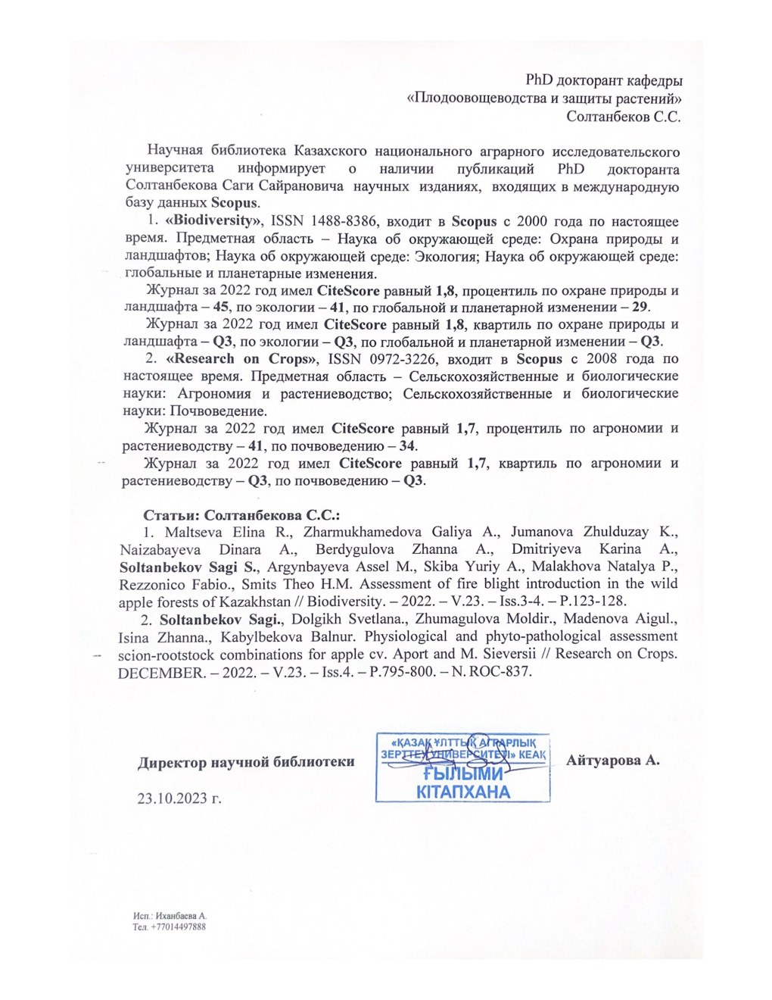 PhD докторант кафедры
«Плодоовощеводства и защиты растений»
Солтанбеков С.С.
Научная библиотека Казахского национального аграрного исследовательского
университета информирует о наличии публикаций PhD докторанта
Солтанбекова Саги Сайрановича научных изданиях, входящих в международную
базу данных Scopus.
1. «Biodiversity», ISSN 1488-8386, входит в Scopus с 2000 года по настоящее
время. Предметная область – Наука об окружающей среде: Охрана природы и
ландшафтов; Наука об окружающей среде: Экология; Наука об окружающей среде:
глобальные и планетарные изменения.
Журнал за 2022 год имел CiteScore равный 1,8, процентиль по охране природы и
ландшафта – 45, по экологии – 41, по глобальной и планетарной изменении – 29.
Журнал за 2022 год имел CiteScore равный 1,8, квартиль по охране природы и
ландшафта – Q3, по экологии – Q3, по глобальной и планетарной изменении – Q3.
2. «Research on Crops», ISSN 0972-3226, входит в Scopus с 2008 года по
настоящее время. Предметная область – Сельскохозяйственные и биологические
науки: Агрономия и растениеводство; Сельскохозяйственные и биологические
науки: Почвоведение.
Журнал за 2022 год имел CiteScore равный 1,7, процентиль по агрономии и
растениеводству – 41, по почвоведению – 34.
Журнал за 2022 год имел CiteScore равный 1,7, квартиль по агрономии и
растениеводству – Q3, по почвоведению – Q3.
Статьи: Солтанбекова С.С.:
1. Maltseva Elina R., Zharmukhamedova Galiya A., Jumanova Zhulduzay K.,
Naizabayeva Dinara A., Berdygulova Zhanna A., Dmitriyeva Karina A.,
Soltanbekov Sagi S., Argynbayeva Assel M., Skiba Yuriy A., Malakhova Natalya P.,
Rezzonico Fabio., Smits Theo H.M. Assessment of fire blight introduction in the wild
apple forests of Kazakhstan // Biodiversity. – 2022. – V.23. – Iss.3-4. – P.123-128.
2. Soltanbekov Sagi., Dolgikh Svetlana., Zhumagulova Moldir., Madenova Aigul.,
Isina Zhanna., Kabylbekova Balnur. Physiological and phyto-pathological assessment
scion-rootstock combinations for apple cv. Aport and M. Sieversii // Research on Crops.
DECEMBER. – 2022. – V.23. – Iss.4. – P.795-800. – N. ROC-837.
«ҚАЗАҚ ҰЛТТЫҚ АГРАРЛЫҚ
ЗЕРТТЕУ УНИВЕРСИТЕТІ» КЕАҚ
ҒЫЛЫМИ
КІТАПХАНА
Директор научной библиотеки
Айтуарова А.
23.10.2023 г.
Исп.: Иханбаева А.
Тел. +77014497888